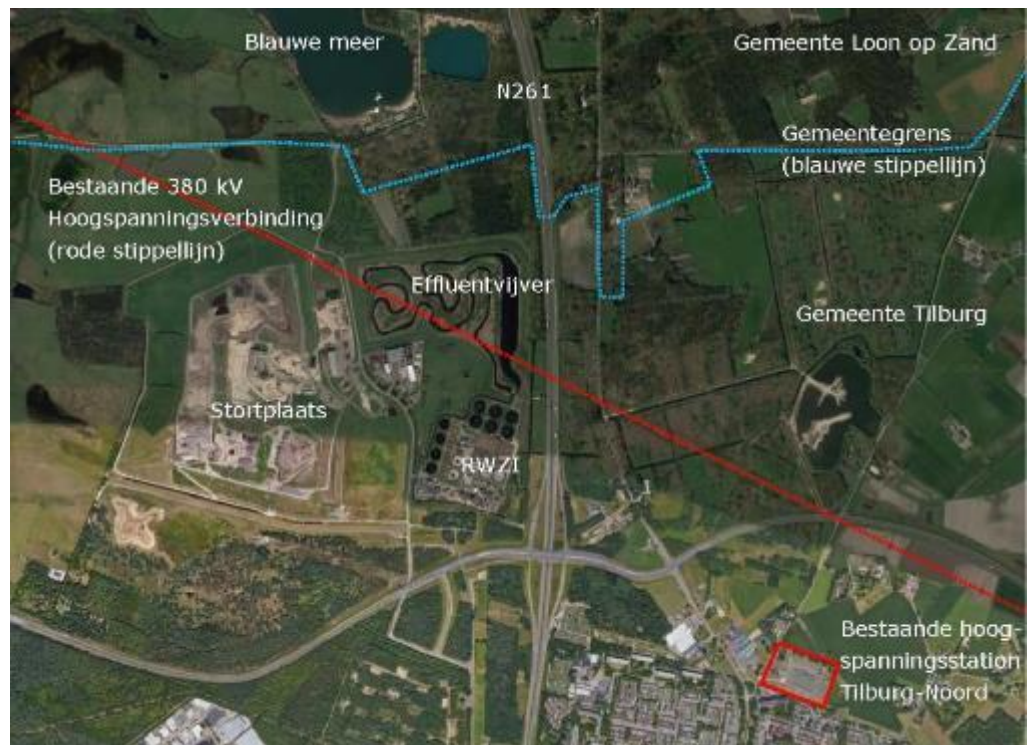 Blauwe meer
Gemeente Loon op Zand
N261
Gemeentegrens
(blauwe stippellijn)
Bestaande 380 kV
Hoogspanningsverbinding
(rode stippellijn)
Effluentvijver
Gemeente Tilburg
Stortplaats
RWZI
Bestaande hoog-
spanningsstation
Tilburg-Noord